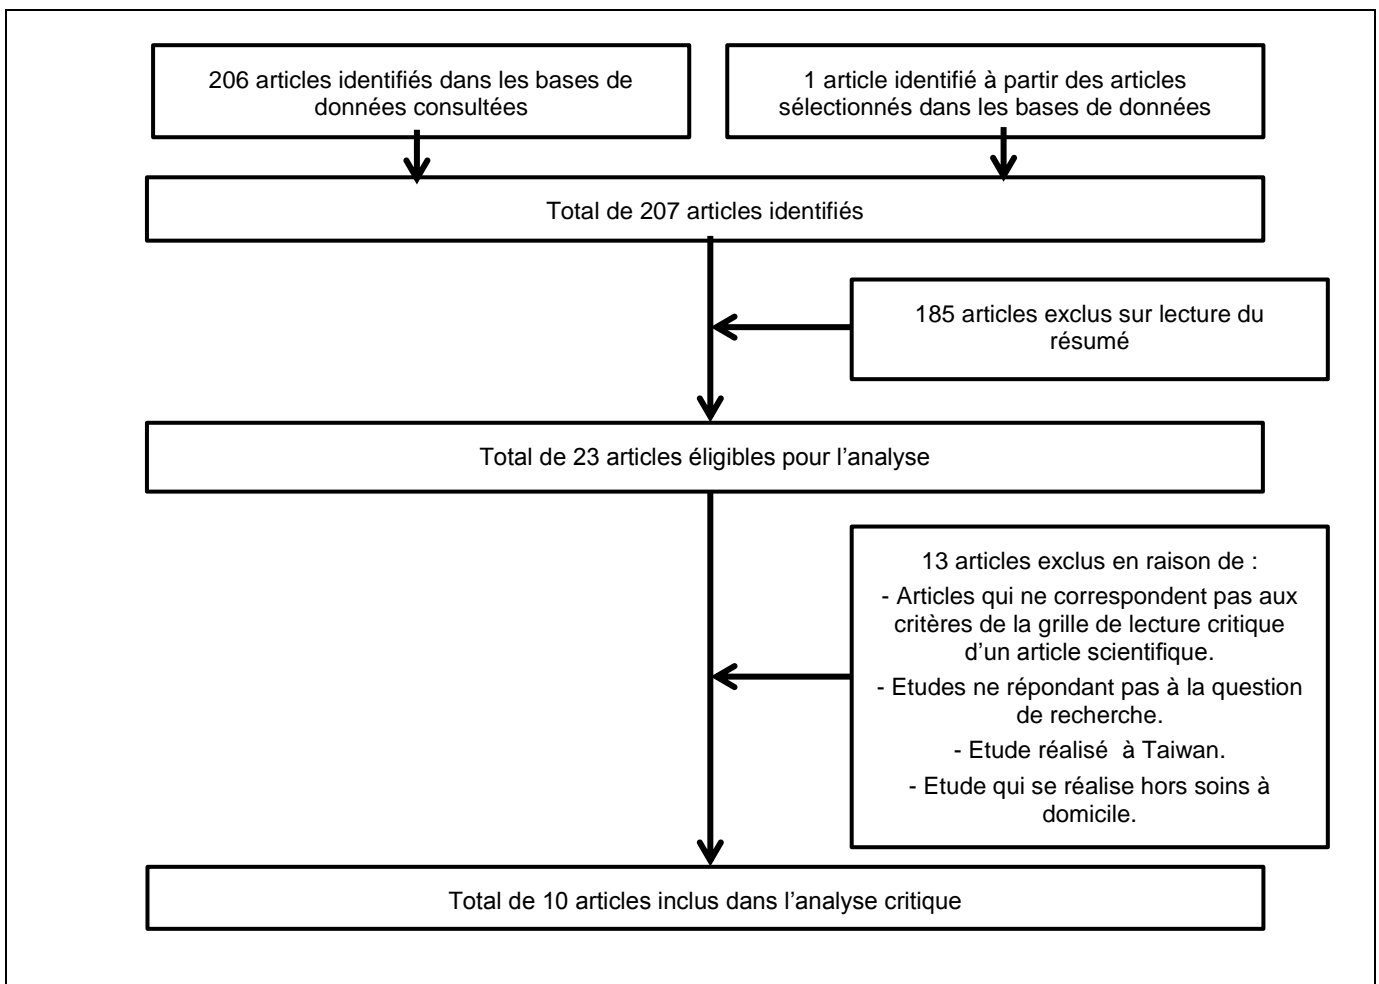 206 articles identifiés dans les bases de
données consultées
1 article identifié à partir des articles
sélectionnés dans les bases de données
Total de 207 articles identifiés
185 articles exclus sur lecture du
résumé
Total de 23 articles éligibles pour l’analyse
13 articles exclus en raison de :
- Articles qui ne correspondent pas aux
critères de la grille de lecture critique
d’un article scientifique.
- Etudes ne répondant pas à la question
de recherche.
- Etude réalisé à Taiwan.
- Etude qui se réalise hors soins à
domicile.
Total de 10 articles inclus dans l’analyse critique